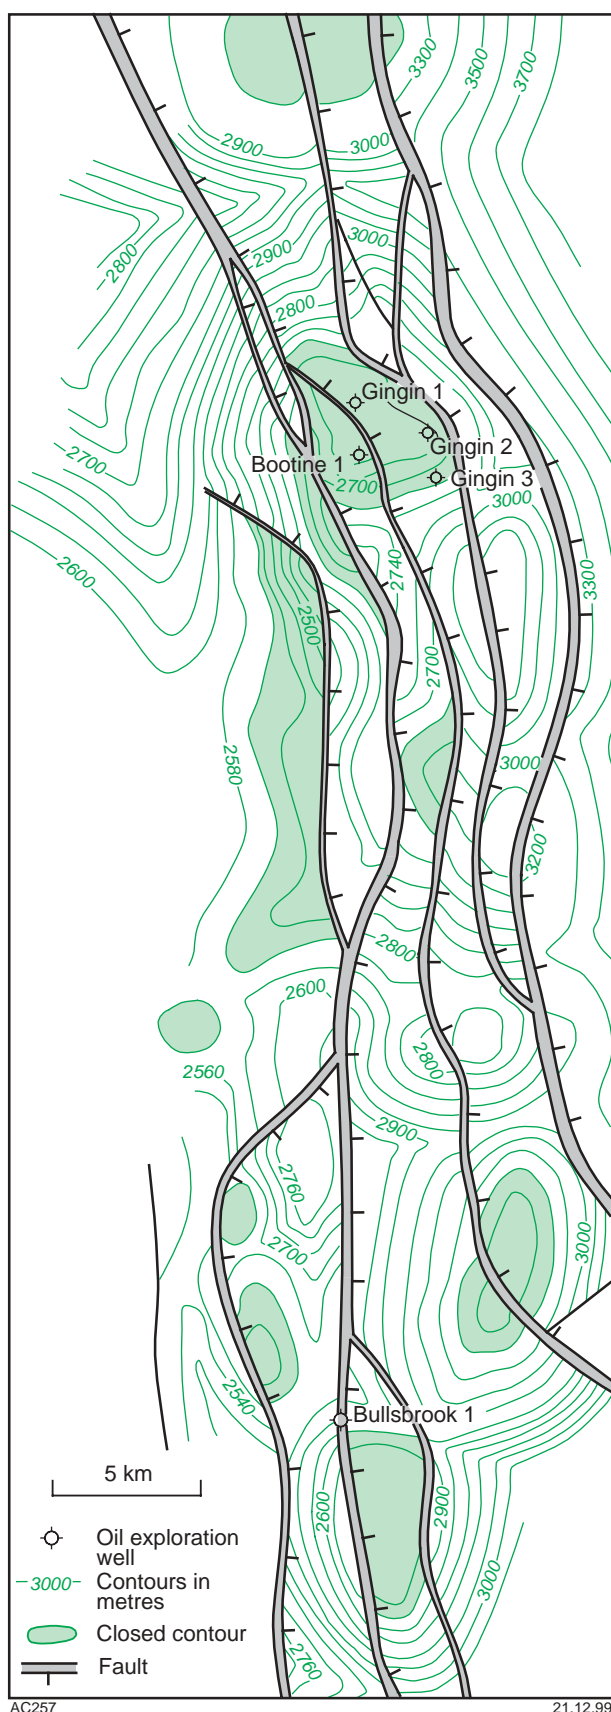 3300
3500
3700
2900
3000
3000
2900
2800
2800
Gingin 1
Gingin 2
Bootine 1
2700
Gingin 3
2700
3000
2600
2740
3300
2500
2700
2580
3000
3200
2800
2600
2800
2560
2900
2760
3000
2700
2540
Bullsbrook 1
5 km
2600
2900
Oil exploration
well
3000
Contours in
metres
3000
Closed contour
2760
Fault
AC257
21.12.99